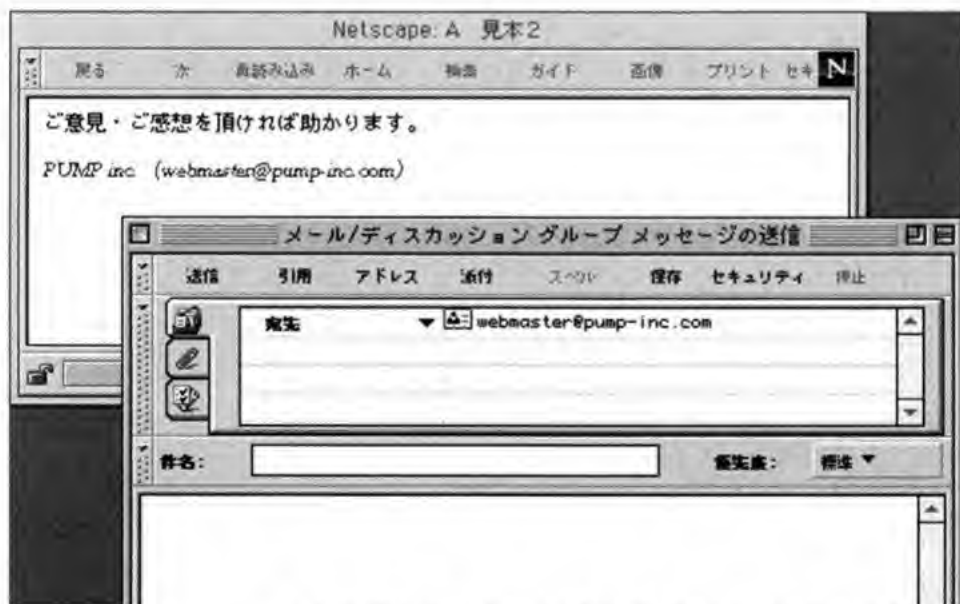 Netscape: A 見本2
戻る 次 再読み込み ホーム 検索 ガイド 画像 プリント セキ N
ご意見・ご感想を頂ければ助かります。
PUMP inc. (webmaster@pump-inc.com)
メール/ディスカッション グループ メッセージの送信
送信 引用 アドレス 添付 スペル 保存 セキュリティ 停止
宛先 webmaster@pump-inc.com
件名: 優先度: 標準